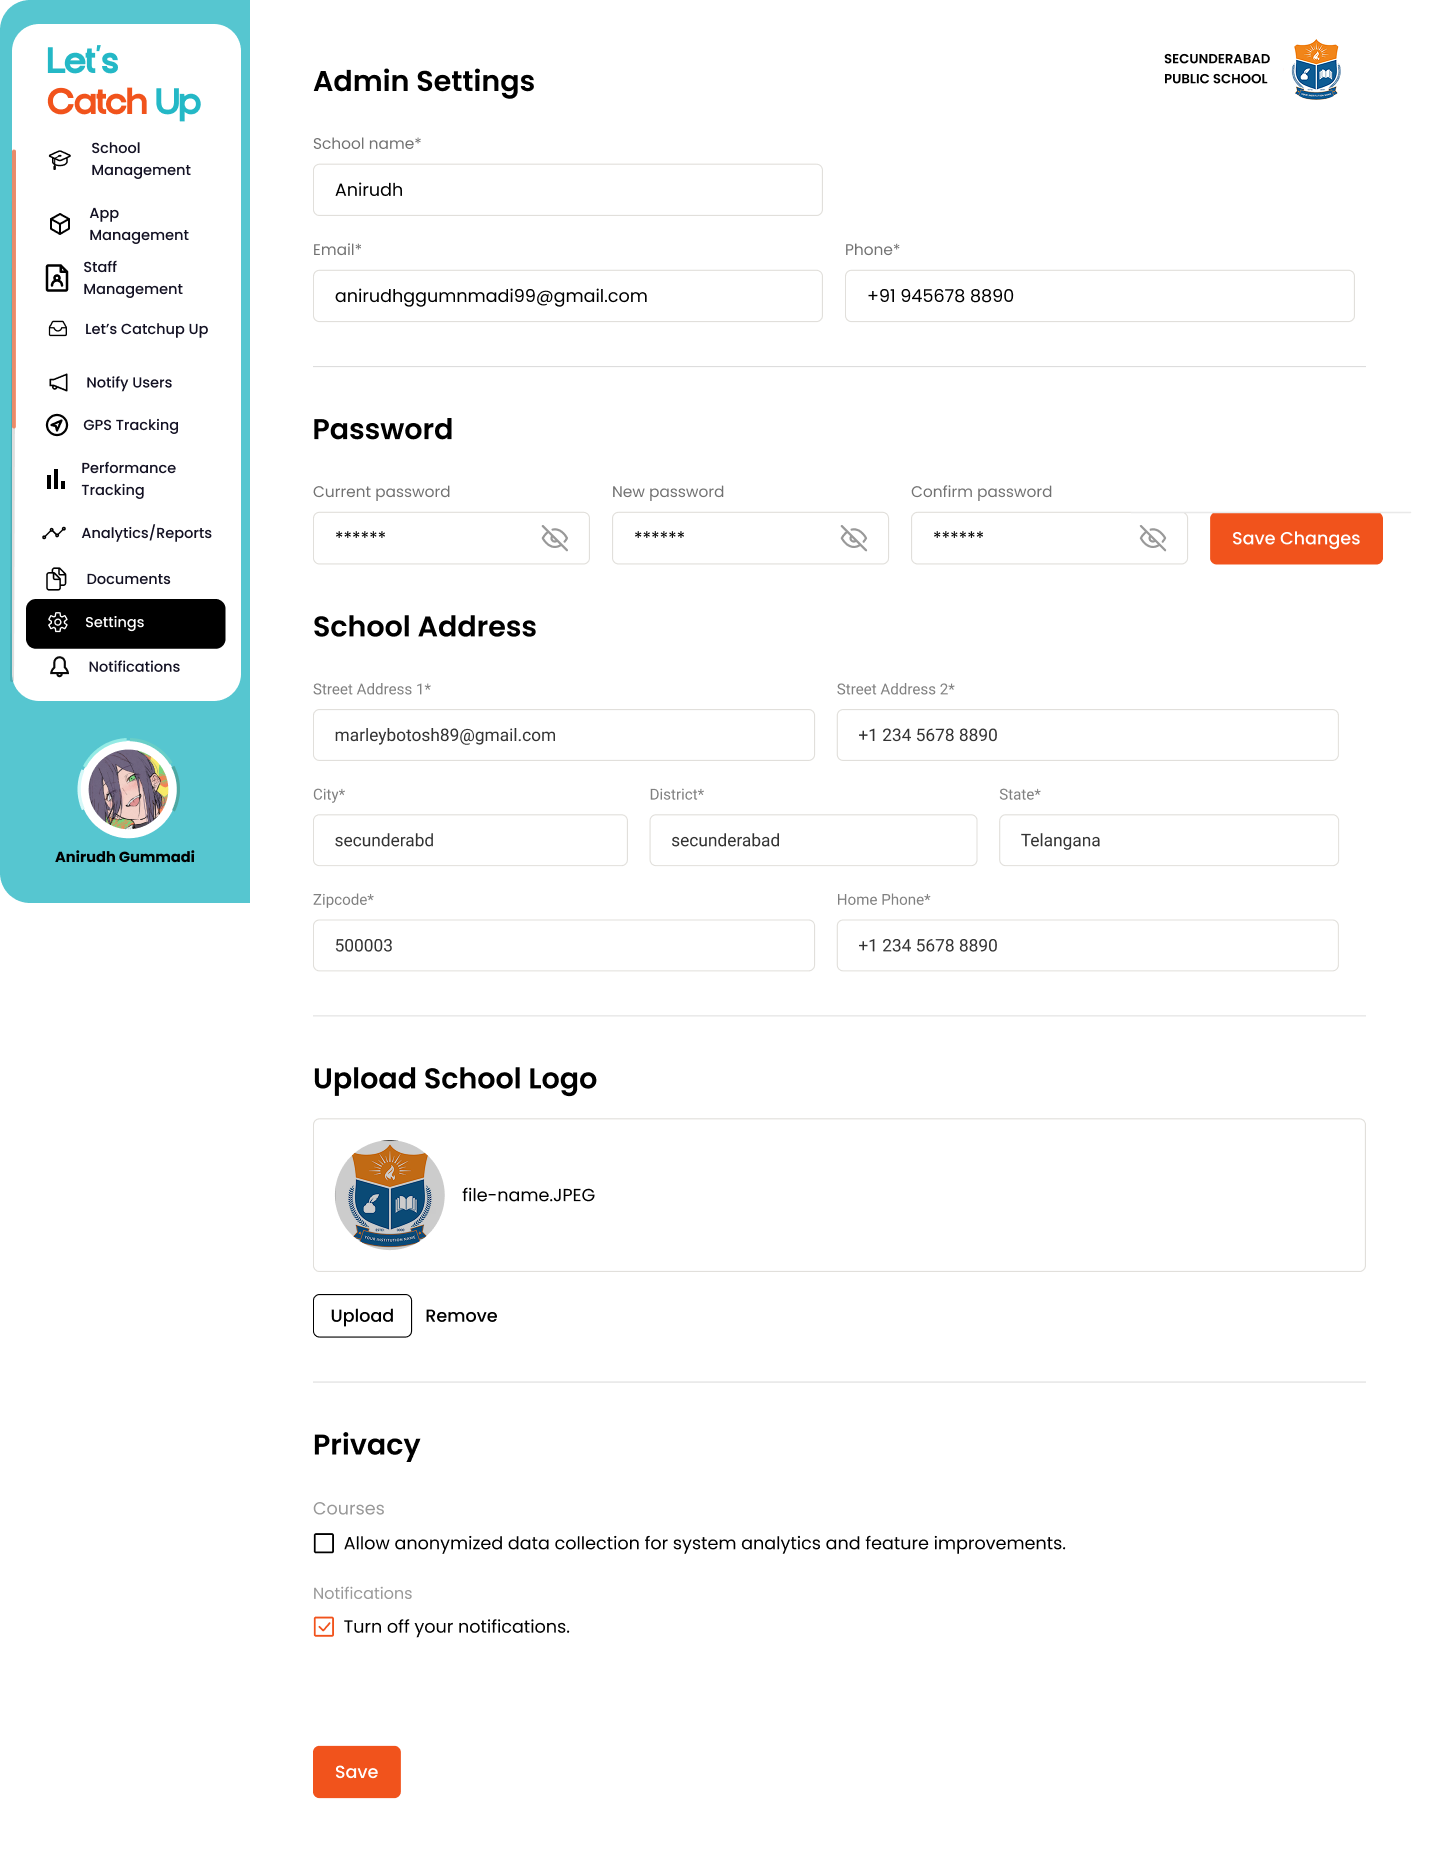 Let's
Catch Up
School
Management
App
Management
Staff
Management
Let's Catchup Up
Notify Users
GPS Tracking
Performance
Tracking
Analytics/Reports
Documents
Settings
Notifications
Anirudh Gummadi
SECUNDERABAD
PUBLIC SCHOOL
Admin Settings
School name*
Anirudh
Email* Phone*
anirudhggumnmadi99@gmail.com +91 945678 8890
Password
Current password New password Confirm password
****** ****** ****** Save Changes
School Address
Street Address 1* Street Address 2*
marleybotosh89@gmail.com +1 234 5678 8890
City* District* State*
secunderabd secunderabad Telangana
Zipcode* Home Phone*
500003 +1 234 5678 8890
Upload School Logo
YOUR INSTITUTION NAME
file-name.JPEG
Upload Remove
Privacy
Courses
Allow anonymized data collection for system analytics and feature improvements.
Notifications
Turn off your notifications.
Save